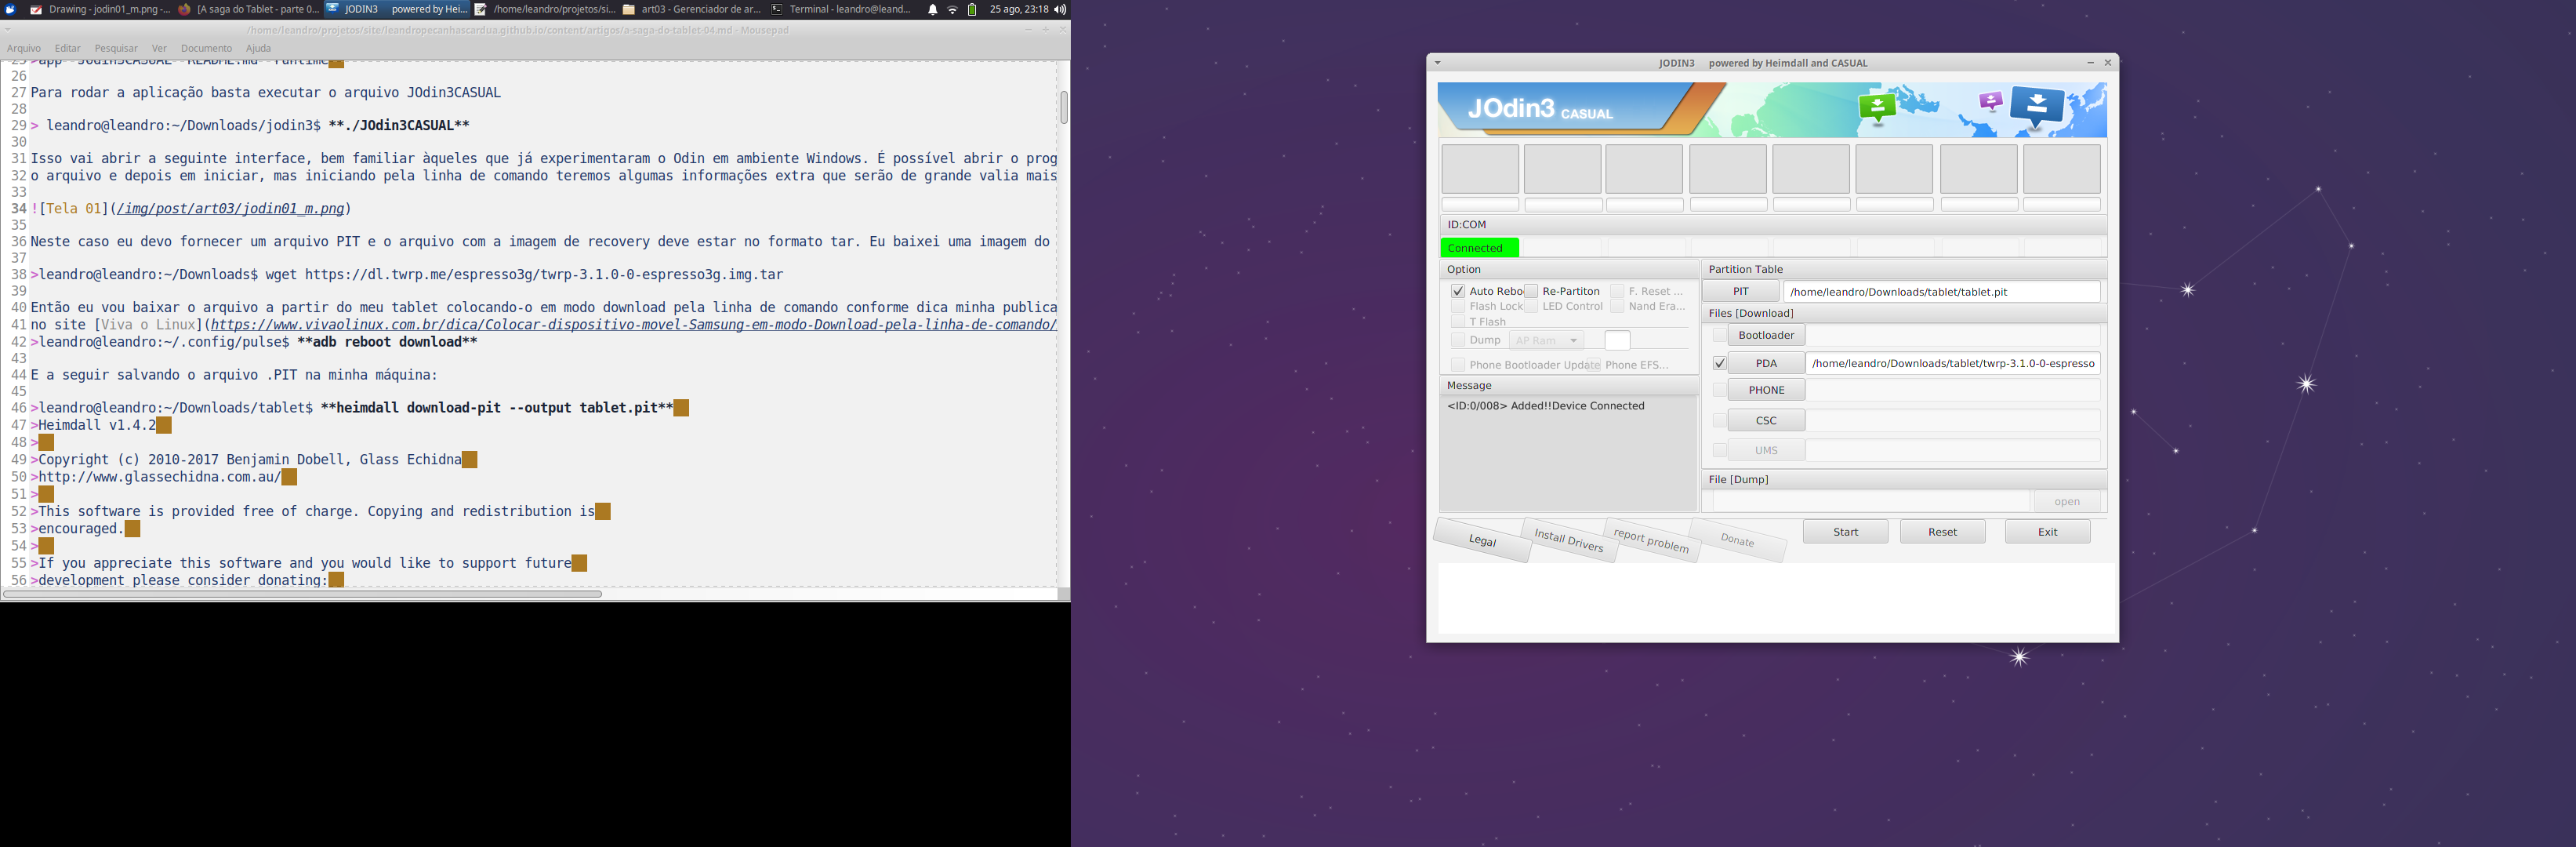 Drawing - jodin01_m.png -...
[A saga do Tablet - parte 0...
JODIN3 powered by Hei...
/home/leandro/projetos/si...
art03 - Gerenciador de ar...
Terminal - leandro@leand...
25 ago, 23:18
/home/leandro/projetos/site/leandropecanhascardua.github.io/content/artigos/a-saga-do-tablet-04.md - Mousepad
Arquivo Editar Pesquisar Ver Documento Ajuda
25 >app JOdin3CASUAL README.md runtime
26
27 Para rodar a aplicação basta executar o arquivo JOdin3CASUAL
28
29 > leandro@leandro:~/Downloads/jodin3$ **./JOdin3CASUAL**
30
31 Isso vai abrir a seguinte interface, bem familiar àqueles que já experimentaram o Odin em ambiente Windows. É possível abrir o prog
32 o arquivo e depois em iniciar, mas iniciando pela linha de comando teremos algumas informações extra que serão de grande valia mais
33
34 ![Tela 01](/img/post/art03/jodin01_m.png)
35
36 Neste caso eu devo fornecer um arquivo PIT e o arquivo com a imagem de recovery deve estar no formato tar. Eu baixei uma imagem do
37
38 >leandro@leandro:~/Downloads$ wget https://dl.twrp.me/espresso3g/twrp-3.1.0-0-espresso3g.img.tar
39
40 Então eu vou baixar o arquivo a partir do meu tablet colocando-o em modo download pela linha de comando conforme dica minha publica
41 no site [Viva o Linux](https://www.vivaolinux.com.br/dica/Colocar-dispositivo-movel-Samsung-em-modo-Download-pela-linha-de-comando/
42 >leandro@leandro:~/.config/pulse$ **adb reboot download**
43
44 E a seguir salvando o arquivo .PIT na minha máquina:
45
46 >leandro@leandro:~/Downloads/tablet$ **heimdall download-pit --output tablet.pit**
47 >Heimdall v1.4.2
48 >
49 >Copyright (c) 2010-2017 Benjamin Dobell, Glass Echidna
50 >http://www.glassechidna.com.au/
51 >
52 >This software is provided free of charge. Copying and redistribution is
53 >encouraged.
54 >
55 >If you appreciate this software and you would like to support future
56 >development please consider donating:
JODIN3 powered by Heimdall and CASUAL
JOdin3 CASUAL
ID:COM
Connected
Option
Auto Rebo Re-Partiton F. Reset ...
Flash Lock LED Control Nand Era...
T Flash
Dump AP Ram
Phone Bootloader Update Phone EFS...
Message
<ID:0/008> Added!!Device Connected
Partition Table
PIT /home/leandro/Downloads/tablet/tablet.pit
Files [Download]
Bootloader
PDA /home/leandro/Downloads/tablet/twrp-3.1.0-0-espresso
PHONE
CSC
UMS
File [Dump]
open
Legal Install Drivers report problem Donate Start Reset Exit